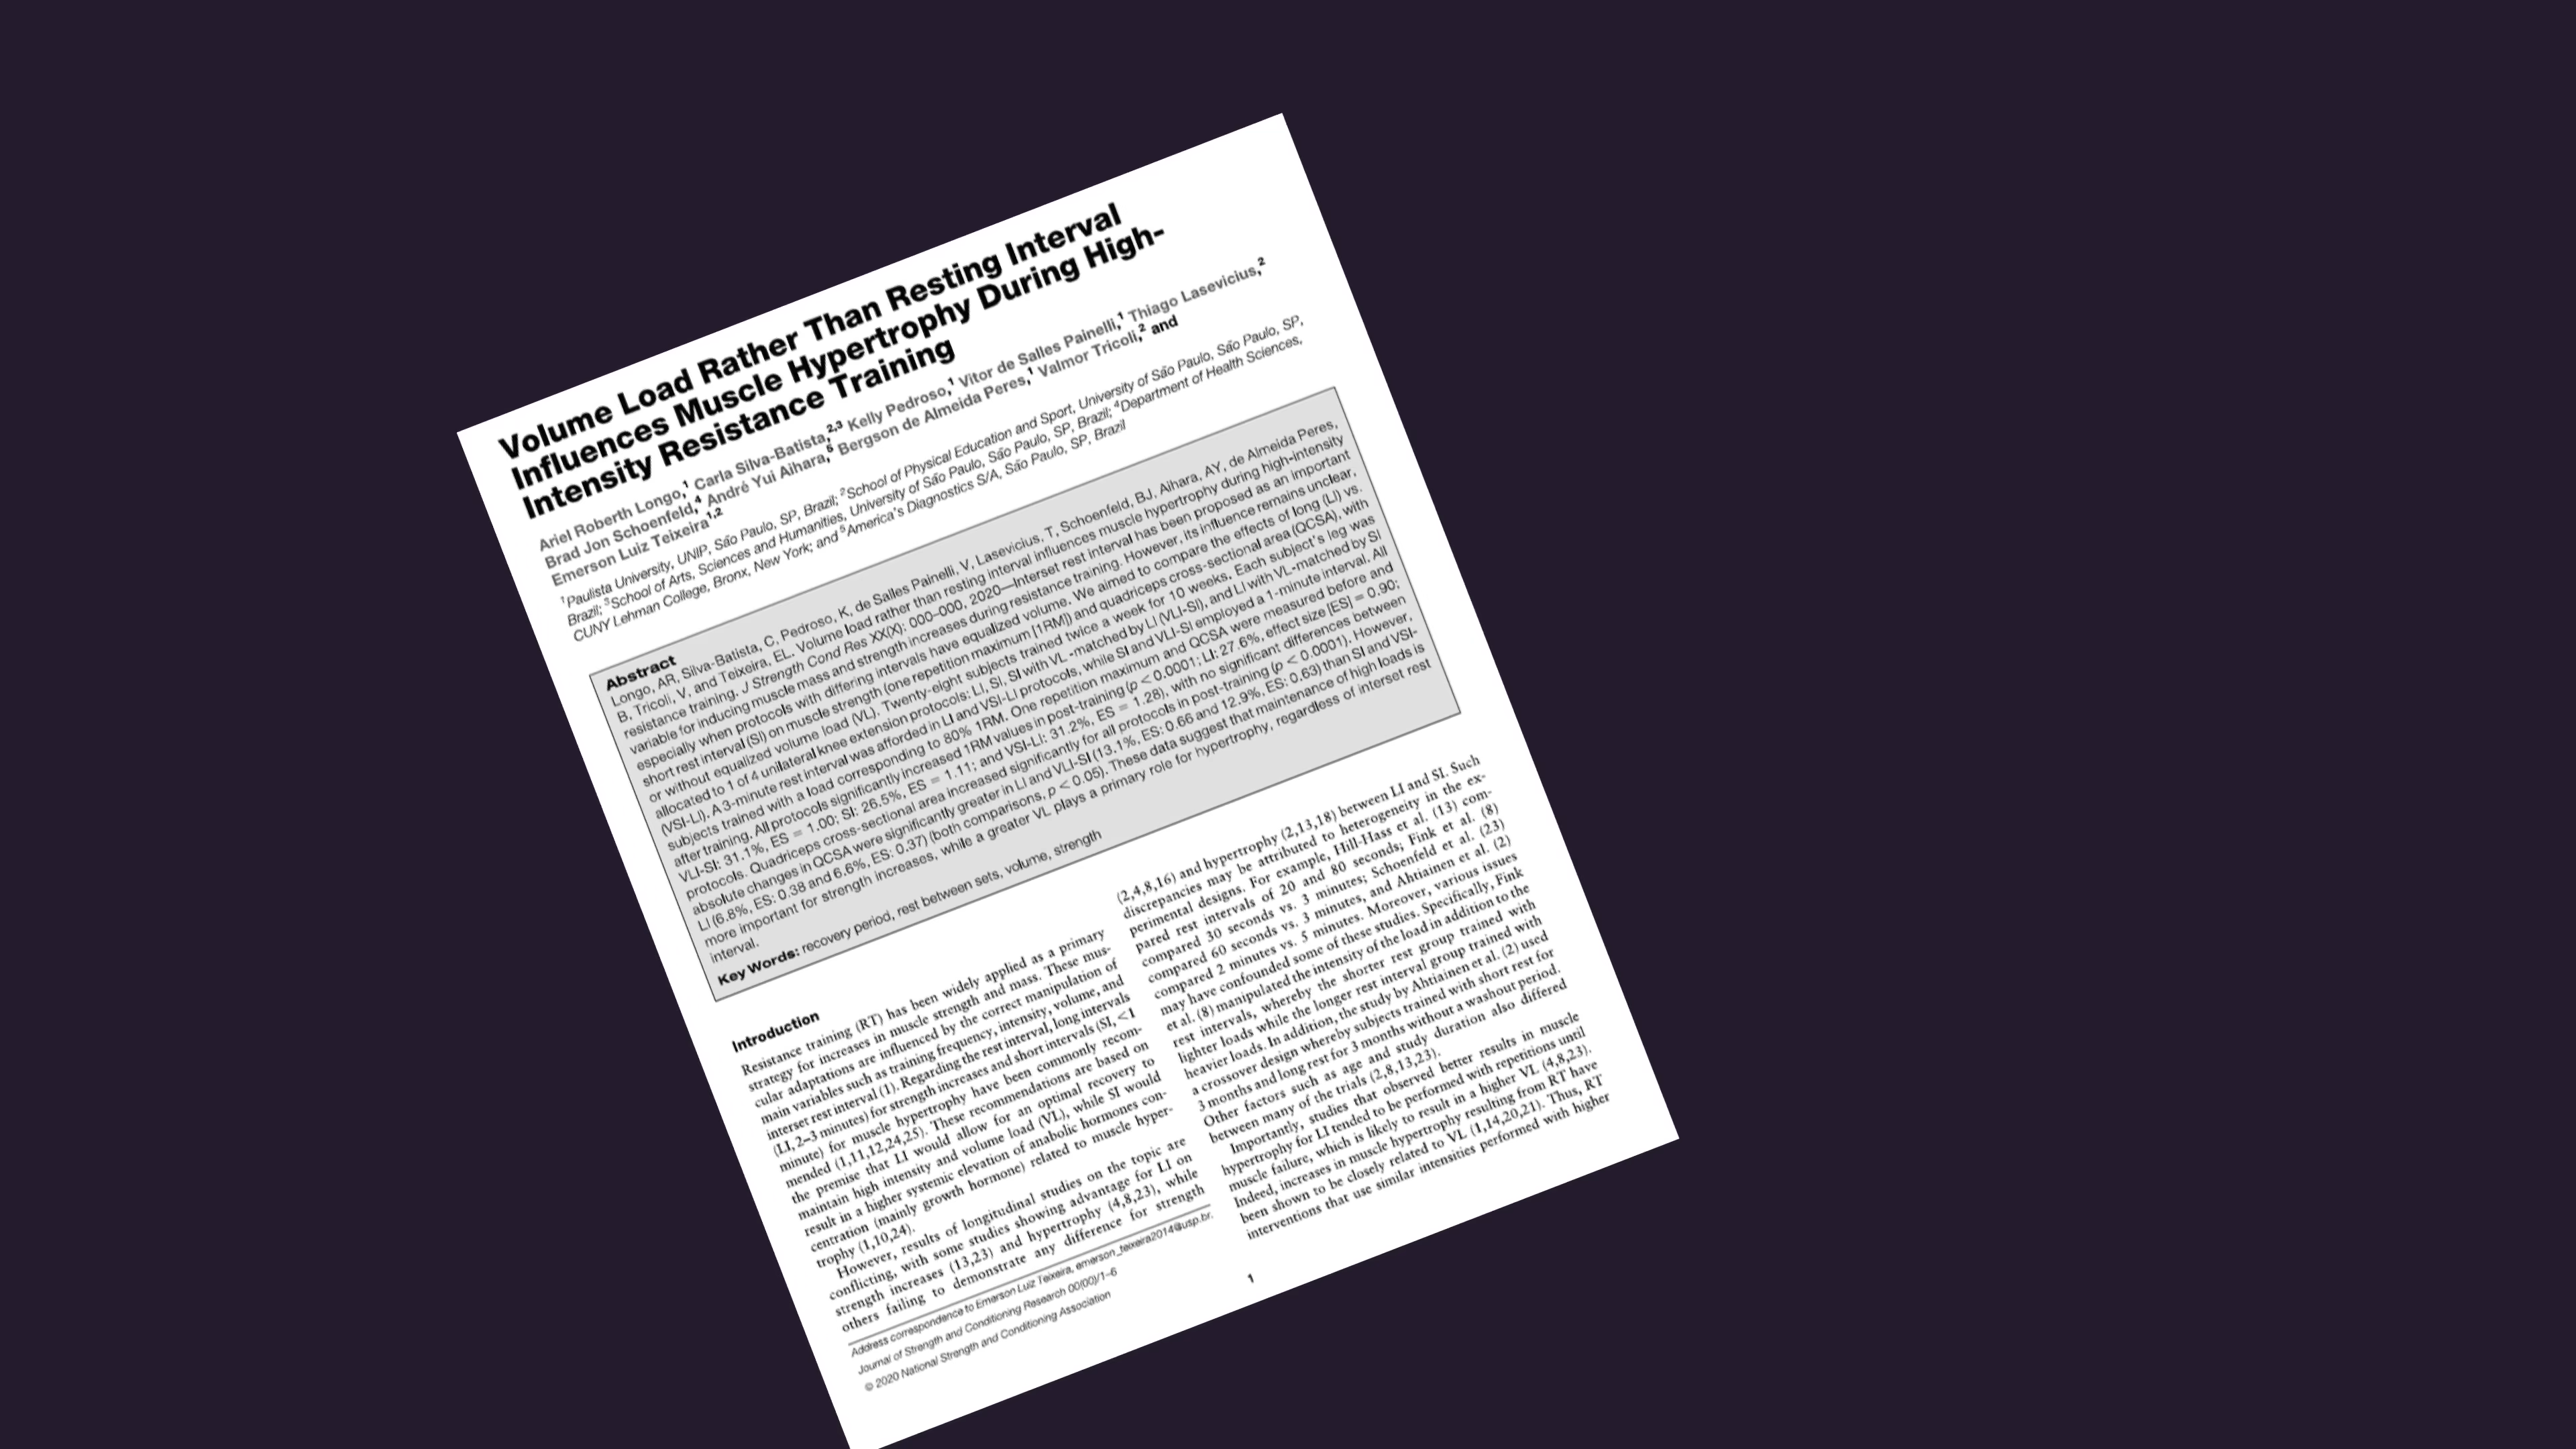 Volume Load Rather Than Resting Interval
Influences Muscle Hypertrophy During High-
Intensity Resistance Training
Ariel Roberth Longo,¹ Carla Silva-Batista,²,³ Kelly Pedroso,¹ Vitor de Salles Painelli,¹ Thiago Lasevicius,²
Brad Jon Schoenfeld,⁴ André Yui Aihara,⁵ Bergson de Almeida Peres,¹ Valmor Tricoli,² and
Emerson Luiz Teixeira¹,²
¹Paulista University, UNIP, São Paulo, SP, Brazil; ²School of Physical Education and Sport, University of São Paulo, São Paulo, SP,
Brazil; ³School of Arts, Sciences and Humanities, University of São Paulo, São Paulo, SP, Brazil; ⁴Department of Health Sciences,
CUNY Lehman College, Bronx, New York; and ⁵America's Diagnostics S/A, São Paulo, SP, Brazil
Abstract
Longo, AR, Silva-Batista, C, Pedroso, K, de Salles Painelli, V, Lasevicius, T, Schoenfeld, BJ, Aihara, AY, de Almeida Peres,
B, Tricoli, V, and Teixeira, EL. Volume load rather than resting interval influences muscle hypertrophy during high-intensity
resistance training. J Strength Cond Res XX(X): 000–000, 2020—Interset rest interval has been proposed as an important
variable for inducing muscle mass and strength increases during resistance training. However, its influence remains unclear,
especially when protocols with differing intervals have equalized volume. We aimed to compare the effects of long (LI) vs.
short rest interval (SI) on muscle strength (one repetition maximum [1RM]) and quadriceps cross-sectional area (QCSA), with
or without equalized volume load (VL). Twenty-eight subjects trained twice a week for 10 weeks. Each subject's leg was
allocated to 1 of 4 unilateral knee extension protocols: LI, SI, SI with VL -matched by LI (VLI-SI), and LI with VL-matched by SI
(VSI-LI). A 3-minute rest interval was afforded in LI and VSI-LI protocols, while SI and VLI-SI employed a 1-minute interval. All
subjects trained with a load corresponding to 80% 1RM. One repetition maximum and QCSA were measured before and
after training. All protocols significantly increased 1RM values in post-training (p < 0.0001; LI: 27.6%, effect size [ES] = 0.90;
VLI-SI: 31.1%, ES = 1.00; SI: 26.5%, ES = 1.11; and VSI-LI: 31.2%, ES = 1.28), with no significant differences between
protocols. Quadriceps cross-sectional area increased significantly for all protocols in post-training (p < 0.0001). However,
absolute changes in QCSA were significantly greater in LI and VLI-SI (13.1%, ES: 0.66 and 12.9%, ES: 0.63) than SI and VSI-
LI (6.8%, ES: 0.38 and 6.6%, ES: 0.37) (both comparisons, p < 0.05). These data suggest that maintenance of high loads is
more important for strength increases, while a greater VL plays a primary role for hypertrophy, regardless of interset rest
interval.
Key Words: recovery period, rest between sets, volume, strength
Introduction
Resistance training (RT) has been widely applied as a primary
strategy for increases in muscle strength and mass. These mus-
cular adaptations are influenced by the correct manipulation of
main variables such as training frequency, intensity, volume, and
interset rest interval (1). Regarding the rest interval, long intervals
(LI, 2–3 minutes) for strength increases and short intervals (SI, <1
minute) for muscle hypertrophy have been commonly recom-
mended (1,11,12,24,25). These recommendations are based on
the premise that LI would allow for an optimal recovery to
maintain high intensity and volume load (VL), while SI would
result in a higher systemic elevation of anabolic hormones con-
centration (mainly growth hormone) related to muscle hyper-
trophy (1,10,24).
However, results of longitudinal studies on the topic are
conflicting, with some studies showing advantage for LI on
strength increases (13,23) and hypertrophy (4,8,23), while
others failing to demonstrate any difference for strength
(2,4,8,16) and hypertrophy (2,13,18) between LI and SI. Such
discrepancies may be attributed to heterogeneity in the ex-
perimental designs. For example, Hill-Hass et al. (13) com-
pared rest intervals of 20 and 80 seconds; Fink et al. (8)
compared 30 seconds vs. 3 minutes; Schoenfeld et al. (23)
compared 60 seconds vs. 3 minutes, and Ahtiainen et al. (2)
compared 2 minutes vs. 5 minutes. Moreover, various issues
may have confounded some of these studies. Specifically, Fink
et al. (8) manipulated the intensity of the load in addition to the
rest intervals, whereby the shorter rest group trained with
lighter loads while the longer rest interval group trained with
heavier loads. In addition, the study by Ahtiainen et al. (2) used
a crossover design whereby subjects trained with short rest for
3 months and long rest for 3 months without a washout period.
Other factors such as age and study duration also differed
between many of the trials (2,8,13,23).
Importantly, studies that observed better results in muscle
hypertrophy for LI tended to be performed with repetitions until
muscle failure, which is likely to result in a higher VL (4,8,23).
Indeed, increases in muscle hypertrophy resulting from RT have
been shown to be closely related to VL (1,14,20,21). Thus, RT
interventions that use similar intensities performed with higher
Address correspondence to Emerson Luiz Teixeira, emerson_teixeira2014@usp.br.
Journal of Strength and Conditioning Research 00(00)/1–6
© 2020 National Strength and Conditioning Association
1